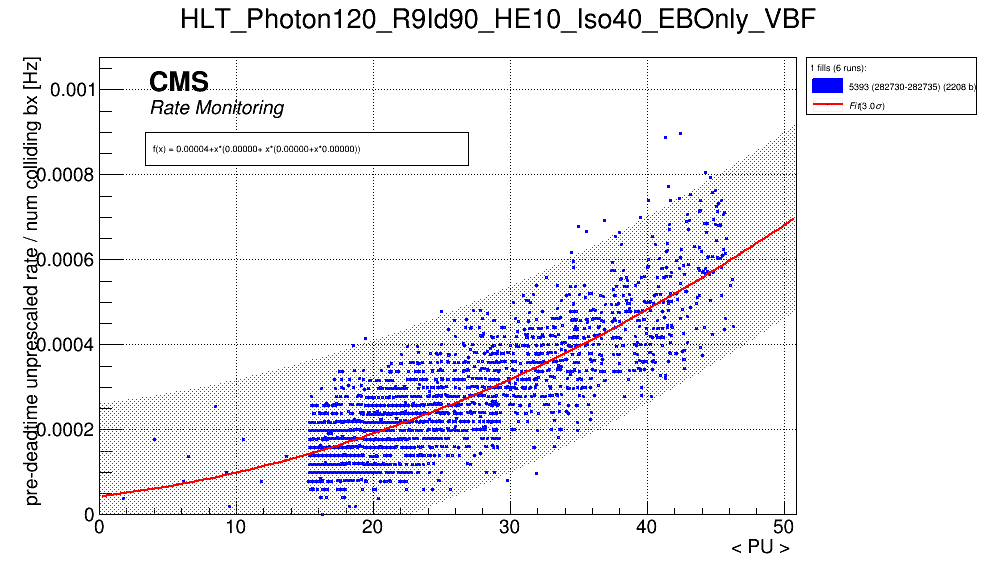 HLT_Photon120_R9Id90_HE10_Iso40_EBOnly_VBF
pre-deadtime unprescaled rate / num colliding bx [Hz]
CMS
Rate Monitoring
f(x) = 0.00004+x*(0.00000+ x*(0.00000+x*0.00000))
0.001
0.0008
0.0006
0.0004
0.0002
0
0 10 20 30 40 50
< PU >
1 fills (6 runs):
5393 (282730-282735) (2208 b)
Fit(3.0σ)